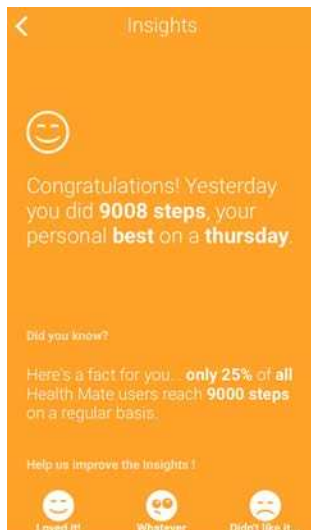 Insights
Congratulations! Yesterday
you did 9008 steps, your
personal best on a thursday.
Did you know?
Here's a fact for you... only 25% of all
Health Mate users reach 9000 steps
on a regular basis.
Help us improve the Insights !
Loved it! Whatever Didn't like it